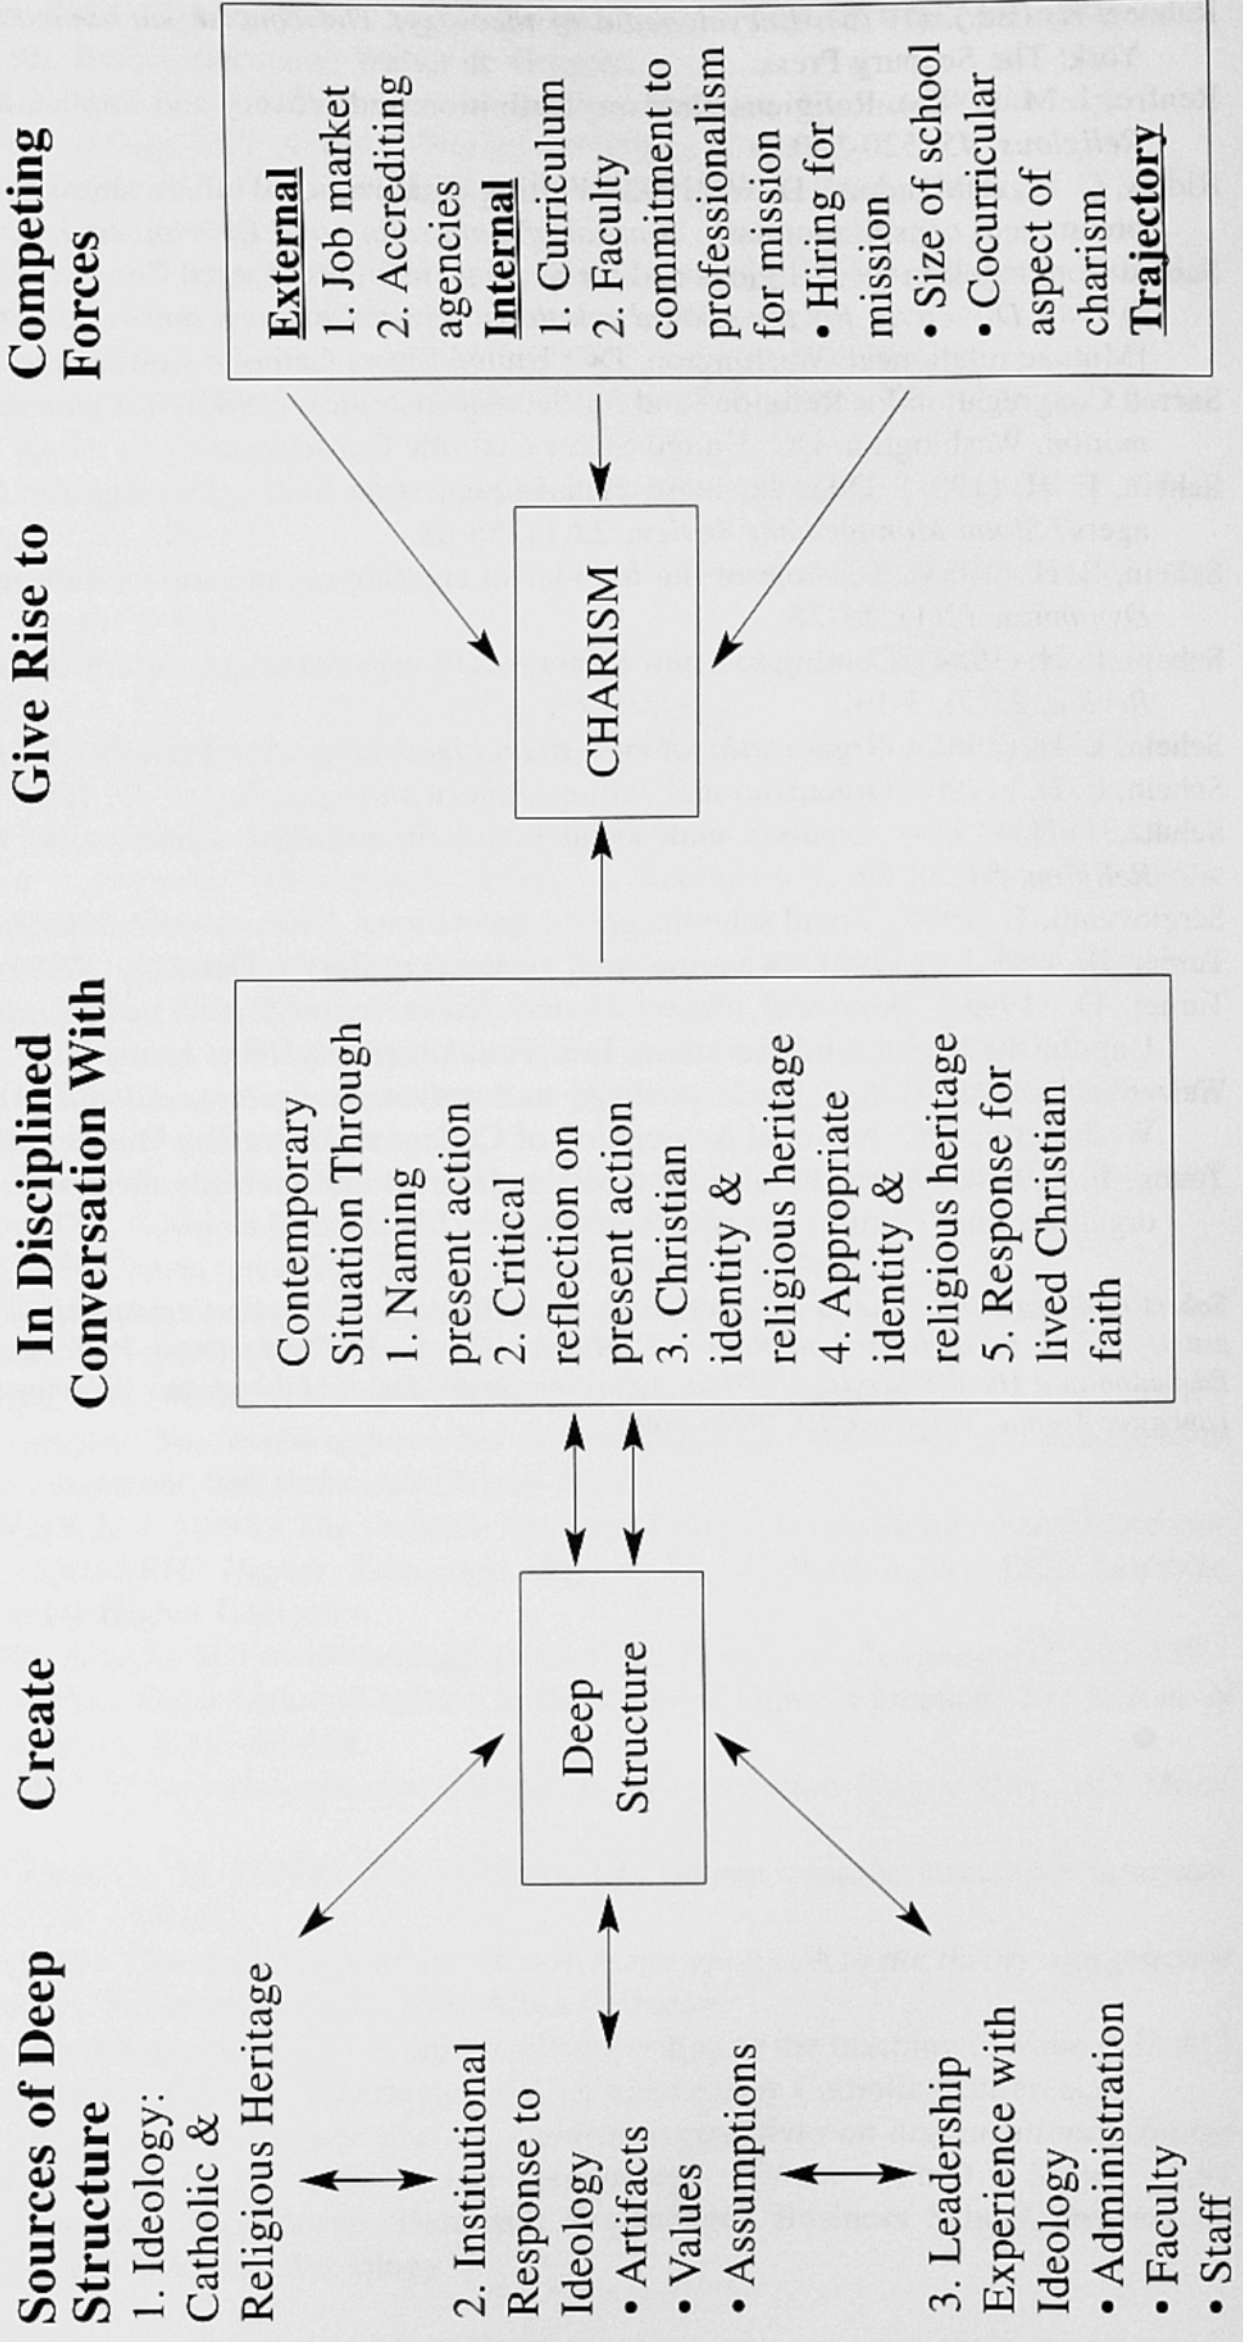 Sources of Deep
Structure
1. Ideology:
Catholic &
Religious Heritage
2. Institutional
Response to
Ideology
• Artifacts
• Values
• Assumptions
3. Leadership
Experience with
Ideology
• Administration
• Faculty
• Staff
Create
Deep
Structure
In Disciplined
Conversation With
Contemporary
Situation Through
1. Naming
present action
2. Critical
reflection on
present action
3. Christian
identity &
religious heritage
4. Appropriate
identity &
religious heritage
5. Response for
lived Christian
faith
Give Rise to
CHARISM
Competing
Forces
External
1. Job market
2. Accrediting
agencies
Internal
1. Curriculum
2. Faculty
commitment to
professionalism
for mission
• Hiring for
mission
• Size of school
• Couricular
aspect of
charism
Trajectory